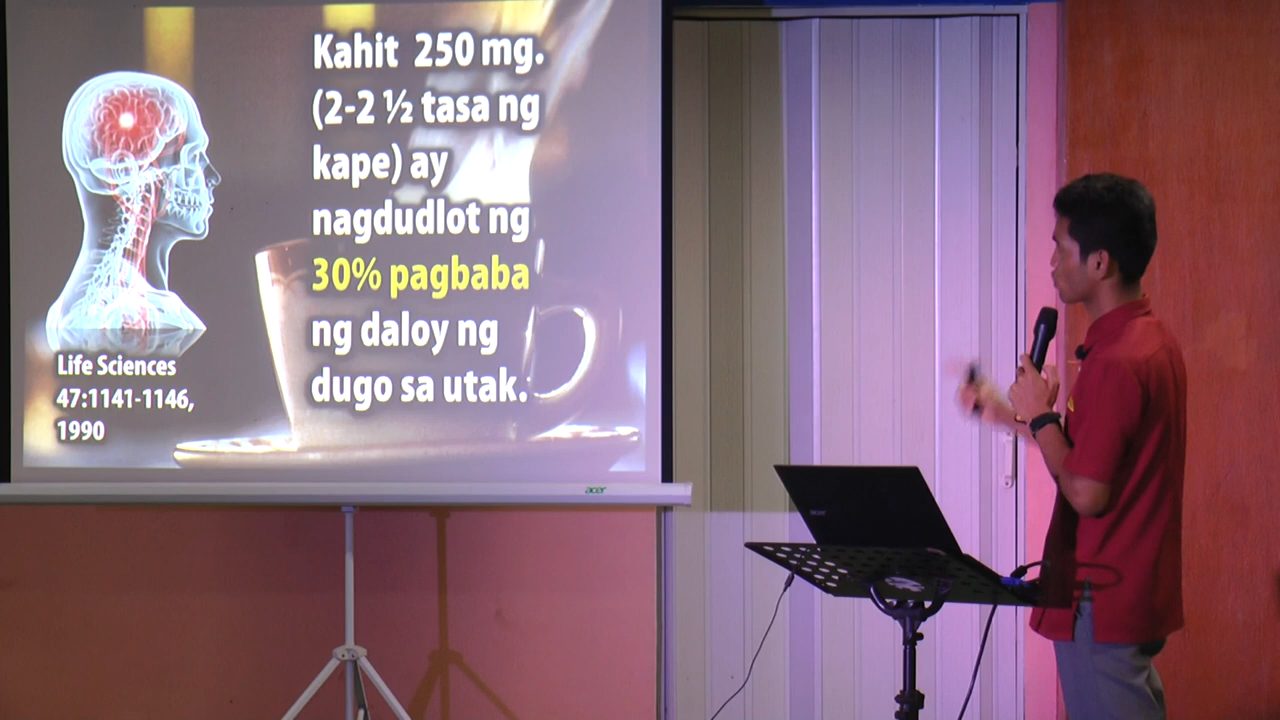 Kahit 250 mg.
(2-2 ½ tasa ng
kape) ay
nagdudlot ng
30% pagbaba
ng daloy ng
dugo sa utak.
Life Sciences
47:1141-1146,
1990
acer
acer